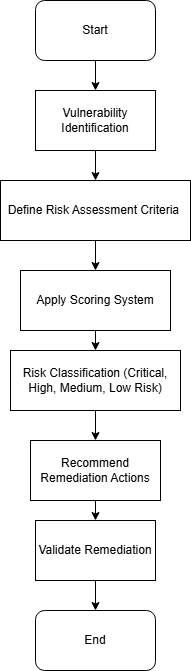 Start
Vulnerability
Identification
Define Risk Assessment Criteria
Apply Scoring System
Risk Classification (Critical,
High, Medium, Low Risk)
Recommend
Remediation Actions
Validate Remediation
End